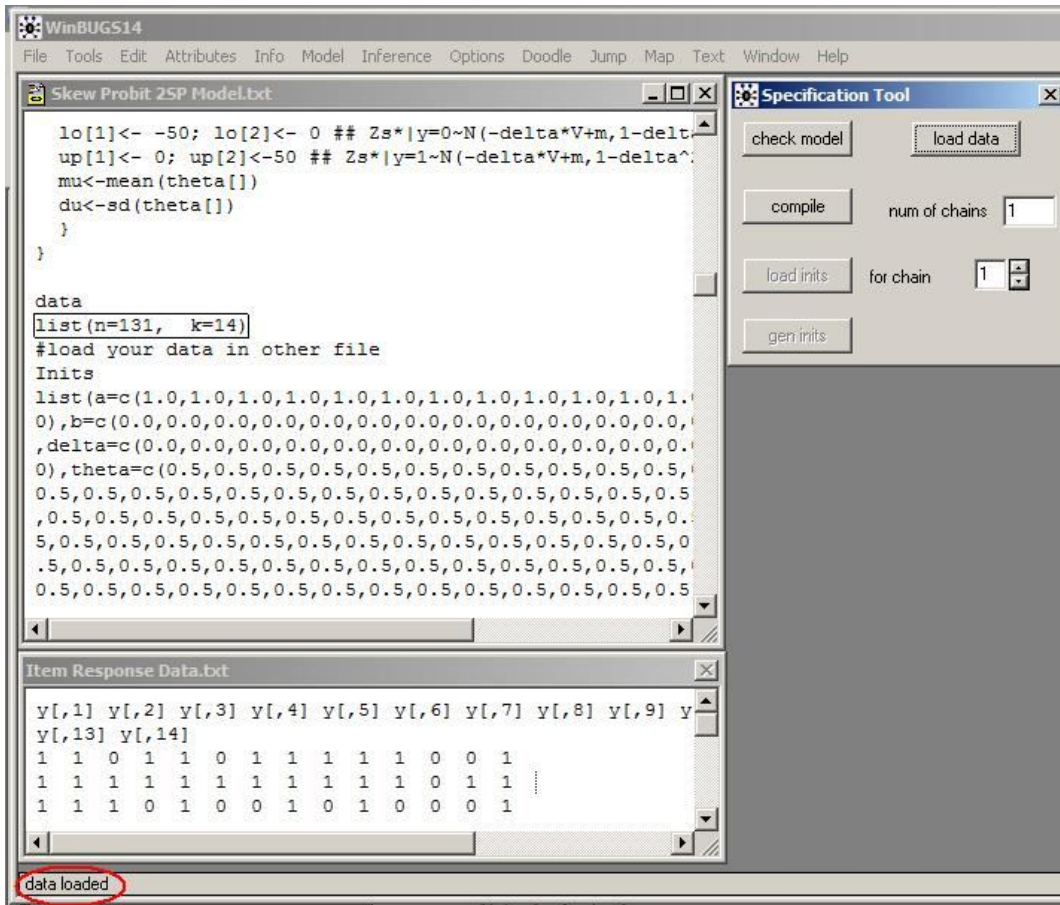 WinBUGS14
File Tools Edit Attributes Info Model Inference Options Doodle Jump Map Text Window Help
Skew Probit 2SP Model.txt
lo[1]<- -50; lo[2]<- 0 ## Zs*|y=0~N(-delta*V+m,1-delt
up[1]<- 0; up[2]<-50 ## Zs*|y=1~N(-delta*V+m,1-delta^2
mu<-mean(theta[])
du<-sd(theta[])
}
}
data
list(n=131, k=14)
#load your data in other file
Inits
list(a=c(1.0,1.0,1.0,1.0,1.0,1.0,1.0,1.0,1.0,1.0,1.0,1.
0),b=c(0.0,0.0,0.0,0.0,0.0,0.0,0.0,0.0,0.0,0.0,0.0,
,delta=c(0.0,0.0,0.0,0.0,0.0,0.0,0.0,0.0,0.0,0.0,0.
0),theta=c(0.5,0.5,0.5,0.5,0.5,0.5,0.5,0.5,0.5,0.5,
0.5,0.5,0.5,0.5,0.5,0.5,0.5,0.5,0.5,0.5,0.5,0.5,0.5
,0.5,0.5,0.5,0.5,0.5,0.5,0.5,0.5,0.5,0.5,0.5,0.5,0.
5,0.5,0.5,0.5,0.5,0.5,0.5,0.5,0.5,0.5,0.5,0.5,0.5,0
.5,0.5,0.5,0.5,0.5,0.5,0.5,0.5,0.5,0.5,0.5,0.5,0.5,
0.5,0.5,0.5,0.5,0.5,0.5,0.5,0.5,0.5,0.5,0.5,0.5,0.5
Specification Tool
check model load data
compile num of chains 1
load inits for chain 1
gen inits
Item Response Data.txt
y[,1] y[,2] y[,3] y[,4] y[,5] y[,6] y[,7] y[,8] y[,9] y
y[,13] y[,14]
1 1 0 1 1 0 1 1 1 1 1 0 0 1
1 1 1 1 1 1 1 1 1 1 1 0 1 1
1 1 1 0 1 0 0 1 0 1 0 0 0 1
data loaded